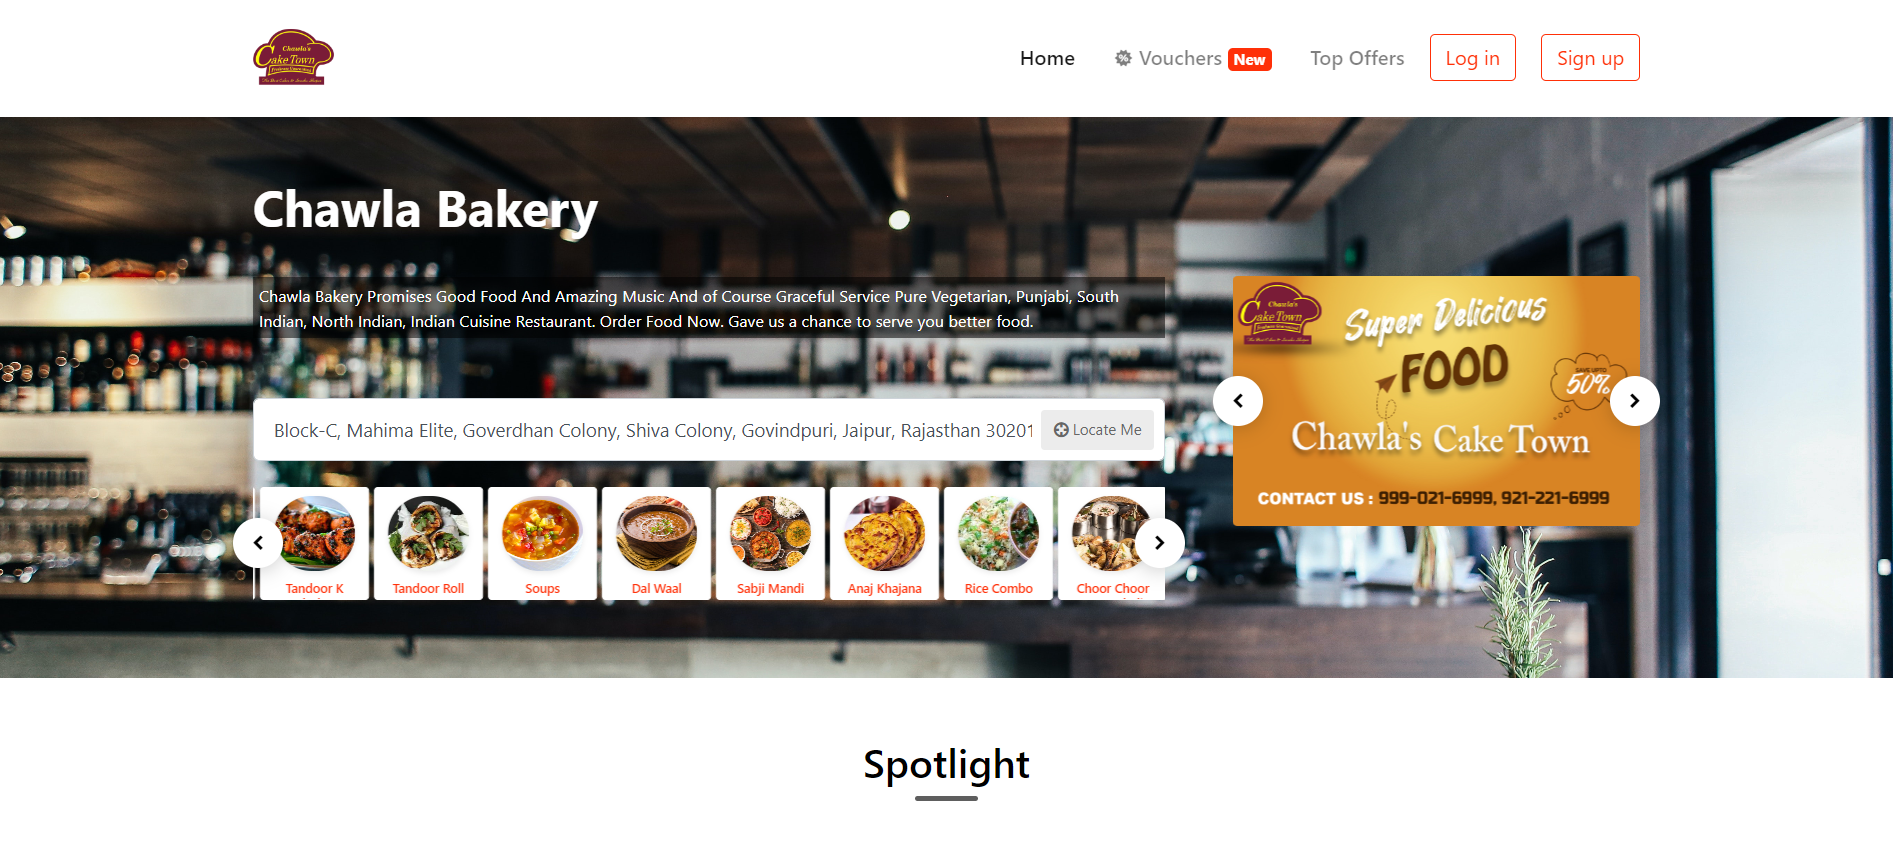 Chawla's
Cake Town
Home
Vouchers New
Top Offers
Log in
Sign up
Chawla Bakery
Chawla Bakery Promises Good Food And Amazing Music And of Course Graceful Service Pure Vegetarian, Punjabi, South
Indian, North Indian, Indian Cuisine Restaurant. Order Food Now. Gave us a chance to serve you better food.
Block-C, Mahima Elite, Goverdhan Colony, Shiva Colony, Govindpuri, Jaipur, Rajasthan 30201
Locate Me
Tandoor K
Tandoor Roll
Soups
Dal Waal
Sabji Mandi
Anaj Khajana
Rice Combo
Choor Choor
Chawla's
Cake Town
Super Delicious
FOOD
SAVE UPTO
50%
Chawla's Cake Town
CONTACT US : 999-021-6999, 921-221-6999
Spotlight